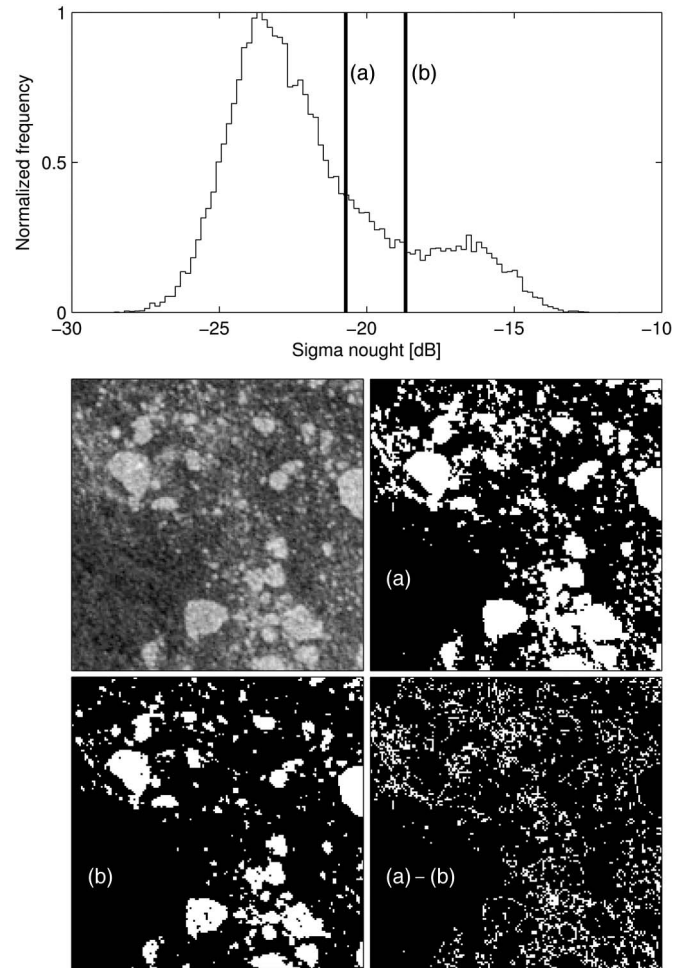 1
(a)
(b)
Normalized frequency
0.5
0
−30
−25
−20
−15
−10
Sigma nought [dB]
(a)
(b)
(a) − (b)